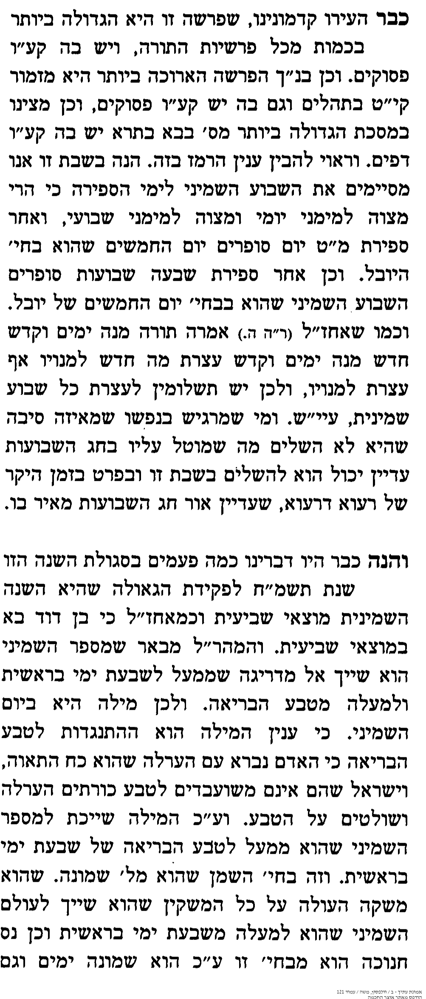 כבר העירו קדמונינו, שפרשה זו היא הגדולה ביותר
בכמות מכל פרשיות התורה, ויש בה קע״ו
פסוקים. וכן בנ״ך הפרשה הארוכה ביותר היא מזמור
קי״ט בתהלים וגם בה יש קע״ו פסוקים, וכן מצינו
במסכת הגדולה ביותר מס׳ בבא בתרא יש בה קע״ו
דפים. וראוי להבין ענין הרמז בזה. הנה בשבת זו אנו
מסיימים את השבוע השמיני לימי הספירה כי הרי
מצוה למימני יומי ומצוה למימני שבועי, ואחר
ספירת מ״ט יום סופרים יום החמשים שהוא בחי׳
היובל. וכן אחר ספירת שבעה שבועות סופרים
השבוע השמיני שהוא בבחי׳ יום החמשים של יובל.
וכמו שאחז״ל (ר״ה ה.) אמרה תורה מנה ימים וקדש
חדש מנה ימים וקדש עצרת מה חדש למנויו אף
עצרת למנויו, ולכן יש תשלומין לעצרת כל שבוע
שמינית, עיי״ש. ומי שמרגיש בנפשו שמאיזה סיבה
שהיא לא השלים מה שמוטל עליו בחג השבועות
עדיין יכול הוא להשלים בשבת זו ובפרט בזמן היקר
של רעוא דרעוא, שעדיין אור חג השבועות מאיר בו.
והנה כבר היו דברינו כמה פעמים בסגולת השנה הזו
שנת תשמ״ח לפקידת הגאולה שהיא השנה
השמינית מוצאי שביעית וכמאחז״ל כי בן דוד בא
במוצאי שביעית. והמהר״ל מבאר שמספר השמיני
הוא שייך אל מדריגה שממעל לשבעת ימי בראשית
ולמעלה מטבע הבריאה. ולכן מילה היא ביום
השמיני. כי ענין המילה הוא ההתנגדות לטבע
הבריאה כי האדם נברא עם הערלה שהוא כח התאוה,
וישראל שהם אינם משועבדים לטבע כורתים הערלה
ושולטים על הטבע. וע״כ המילה שייכת למספר
השמיני שהוא ממעל לטבע הבריאה של שבעת ימי
בראשית. וזה בחי׳ השמן שהוא מל׳ שמונה. שהוא
משקה העולה על כל המשקין שהוא שייך לעולם
השמיני שהוא למעלה משבעת ימי בראשית וכן נס
חנוכה הוא מבחי׳ זו ע״כ הוא שמונה ימים וגם
אמונת עתיך - ב / וולפסון, משה / עמוד 121
הודפס מאתר אוצר החכמה